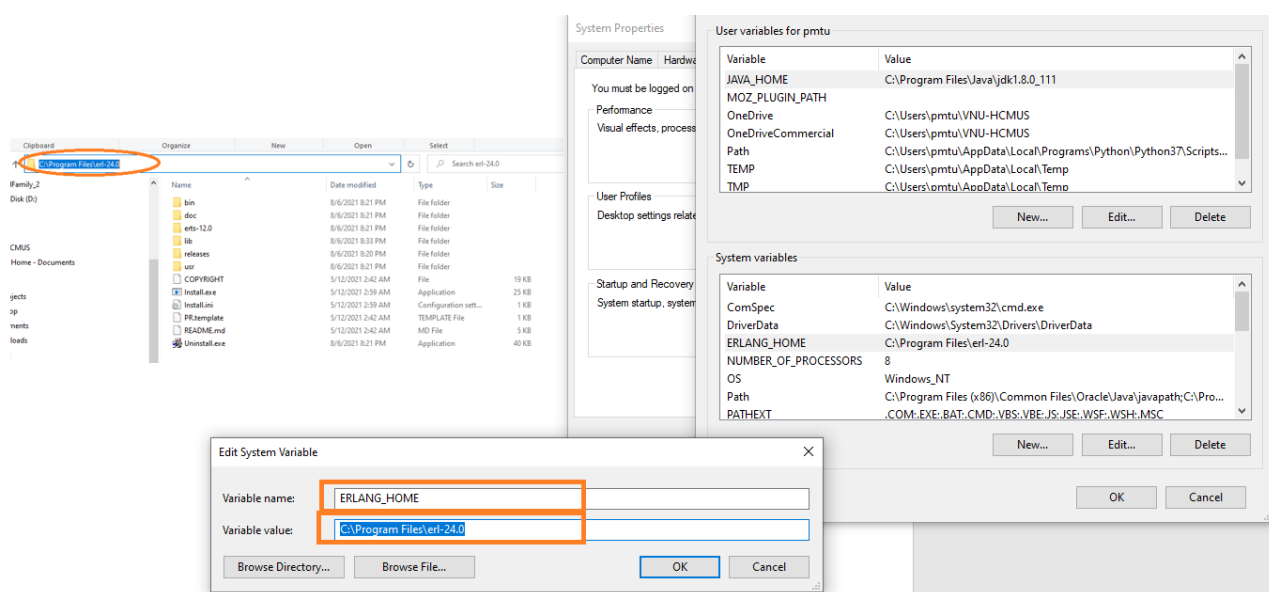 Clipboard
Organize
New
Open
Select
C:\Program Files\erl-24.0
Search erl-24.0
lFamily_2
Disk (D:)
CMUS
Home - Documents
ojects
op
ments
loads
Name Date modified Type Size
bin 8/6/2021 8:21 PM File folder
doc 8/6/2021 8:21 PM File folder
erts-12.0 8/6/2021 8:21 PM File folder
lib 8/6/2021 8:33 PM File folder
releases 8/6/2021 8:20 PM File folder
usr 8/6/2021 8:21 PM File folder
COPYRIGHT 5/12/2021 2:42 AM File 19 KB
Install.exe 5/12/2021 2:59 AM Application 25 KB
Install.ini 5/12/2021 2:59 AM Configuration sett... 1 KB
PR.template 5/12/2021 2:42 AM TEMPLATE File 1 KB
README.md 5/12/2021 2:42 AM MD File 5 KB
Uninstall.exe 8/6/2021 8:21 PM Application 40 KB
System Properties
Computer Name Hardwa
You must be logged on
Performance
Visual effects, process
User Profiles
Desktop settings relate
Startup and Recovery
System startup, system
User variables for pmtu
Variable Value
JAVA_HOME C:\Program Files\Java\jdk1.8.0_111
MOZ_PLUGIN_PATH
OneDrive C:\Users\pmtu\VNU-HCMUS
OneDriveCommercial C:\Users\pmtu\VNU-HCMUS
Path C:\Users\pmtu\AppData\Local\Programs\Python\Python37\Scripts...
TEMP C:\Users\pmtu\AppData\Local\Temp
TMP C:\Users\pmtu\AppData\Local\Temp
New... Edit... Delete
System variables
Variable Value
ComSpec C:\Windows\system32\cmd.exe
DriverData C:\Windows\System32\Drivers\DriverData
ERLANG_HOME C:\Program Files\erl-24.0
NUMBER_OF_PROCESSORS 8
OS Windows_NT
Path C:\Program Files (x86)\Common Files\Oracle\Java\javapath;C:\Pro...
PATHEXT .COM;.EXE;.BAT;.CMD;.VBS;.VBE;.JS;.JSE;.WSF;.WSH;.MSC
New... Edit... Delete
OK Cancel
Edit System Variable
Variable name: ERLANG_HOME
Variable value: C:\Program Files\erl-24.0
Browse Directory... Browse File... OK Cancel